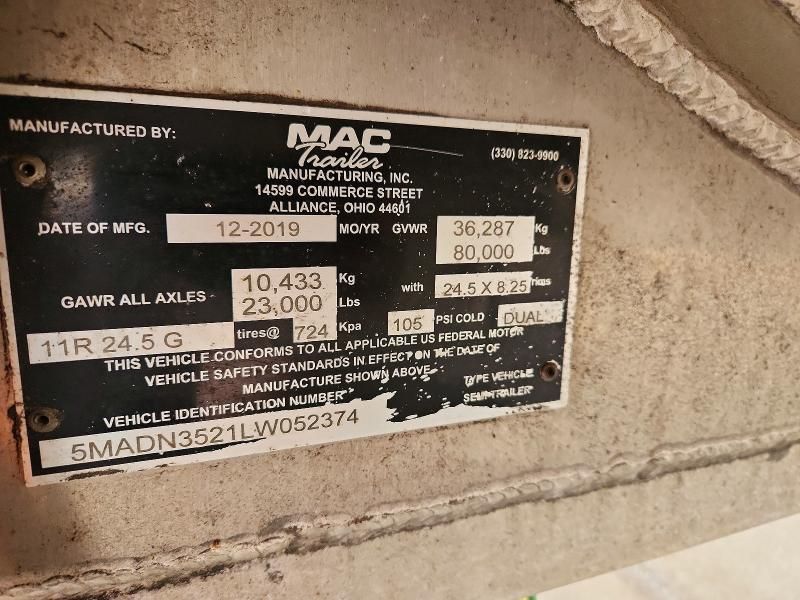 MANUFACTURED BY:
MAC
Trailer
(330) 823-9900
MANUFACTURING, INC.
14599 COMMERCE STREET
ALLIANCE, OHIO 44601
DATE OF MFG. 12-2019 MO/YR GVWR 36,287 Kg
80,000 Lbs
GAWR ALL AXLES 10,433 Kg with 24.5 X 8.25 rims
23,000 Lbs
11R 24.5 G tires@ 724 Kpa 105 PSI COLD DUAL
THIS VEHICLE CONFORMS TO ALL APPLICABLE US FEDERAL MOTOR
VEHICLE SAFETY STANDARDS IN EFFECT ON THE DATE OF
MANUFACTURE SHOWN ABOVE
VEHICLE IDENTIFICATION NUMBER TYPE VEHICLE
5MADN3521LW052374 SEMI-TRAILER